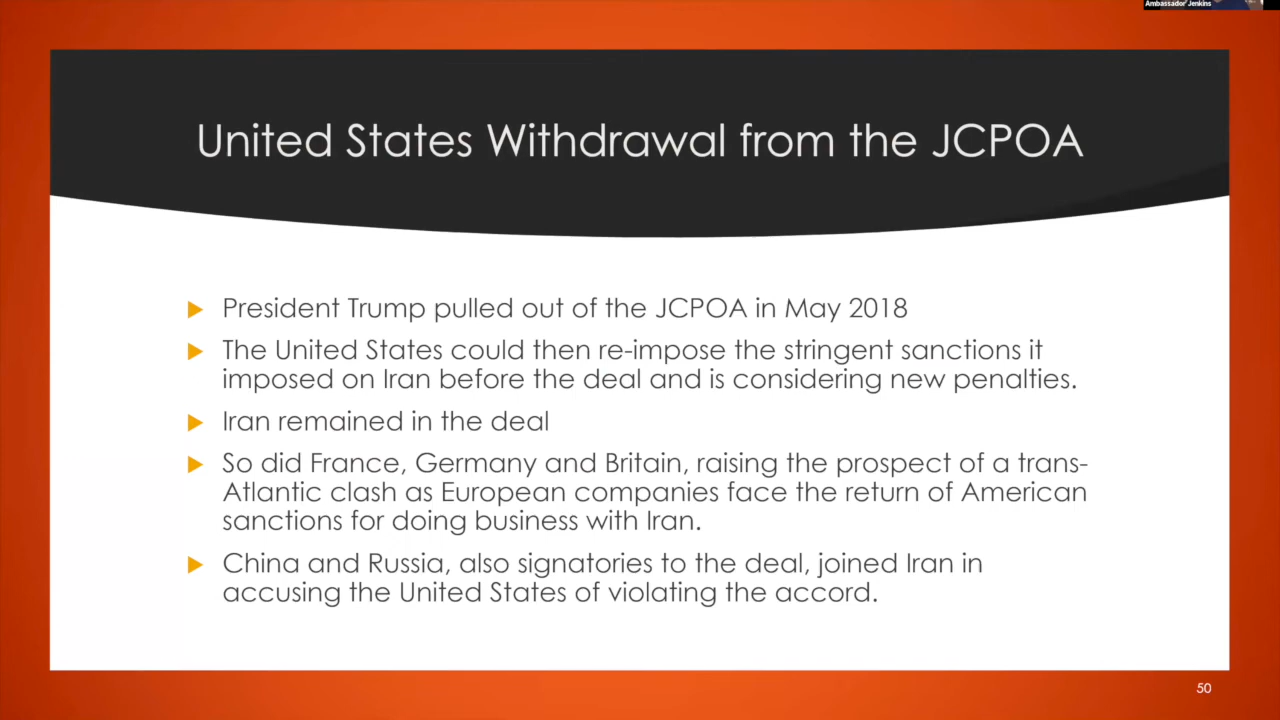 Ambassador Jenkins
United States Withdrawal from the JCPOA
President Trump pulled out of the JCPOA in May 2018
The United States could then re-impose the stringent sanctions it
imposed on Iran before the deal and is considering new penalties.
Iran remained in the deal
So did France, Germany and Britain, raising the prospect of a trans-
Atlantic clash as European companies face the return of American
sanctions for doing business with Iran.
China and Russia, also signatories to the deal, joined Iran in
accusing the United States of violating the accord.
50